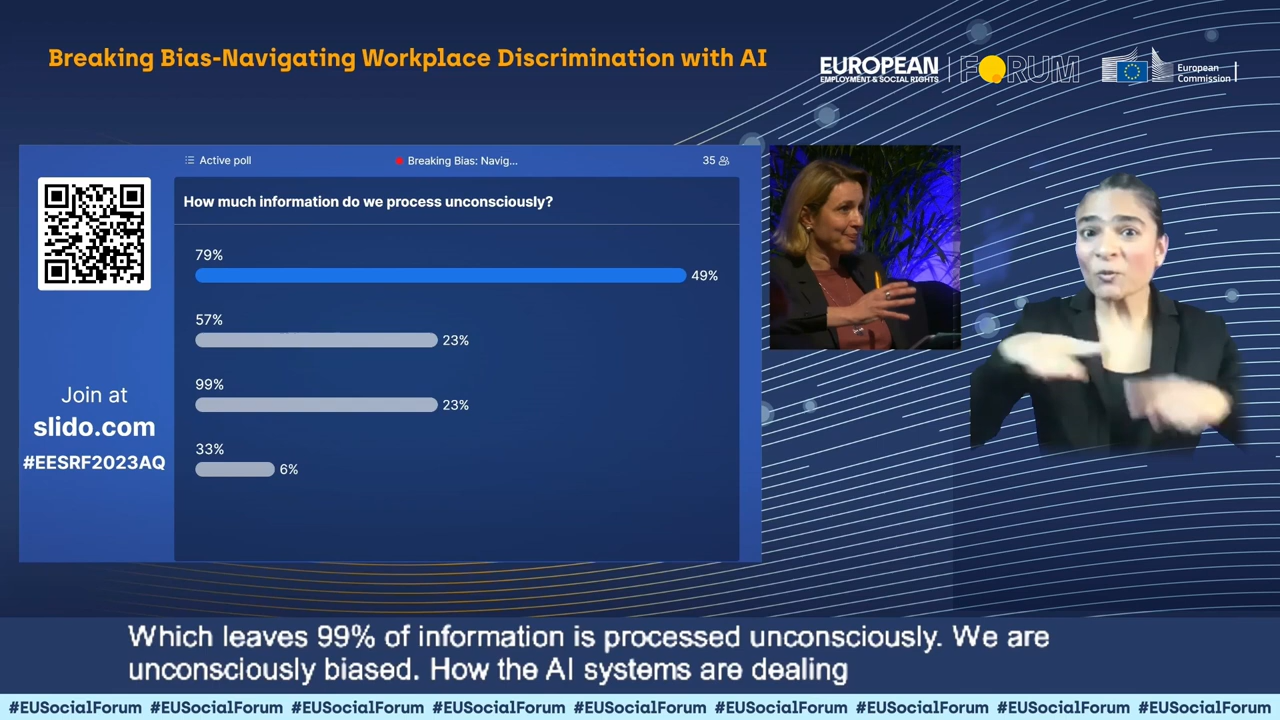 Breaking Bias-Navigating Workplace Discrimination with AI
EUROPEAN
EMPLOYMENT & SOCIAL RIGHTS
FORUM
European
Commission
Active poll
Breaking Bias: Navig...
35
How much information do we process unconsciously?
79%
49%
57%
23%
99%
23%
33%
6%
Join at
slido.com
#EESRF2023AQ
Which leaves 99% of information is processed unconsciously. We are
unconsciously biased. How the AI systems are dealing
#EUSocialForum #EUSocialForum #EUSocialForum #EUSocialForum #EUSocialForum #EUSocialForum #EUSocialForum #EUSocialForum #EUSocialForum